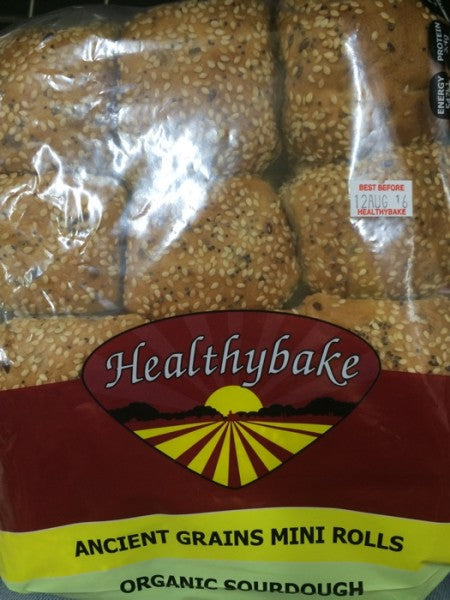 ENERGY
PROTEIN
BEST BEFORE
12AUG 16
HEALTHYBAKE
Healthybake
ANCIENT GRAINS MINI ROLLS
ORGANIC SOURDOUGH